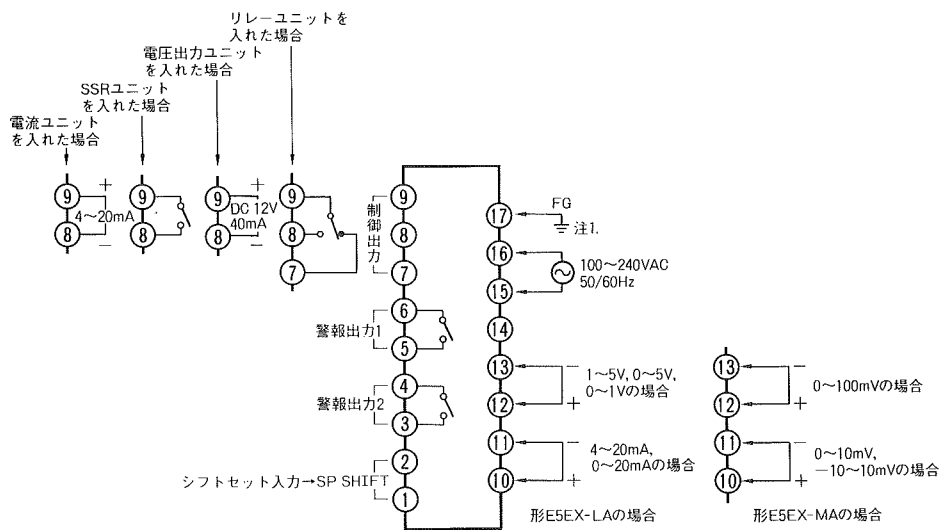 リレーユニットを
入れた場合
電圧出力ユニット
を入れた場合
SSRユニット
を入れた場合
電流ユニット
を入れた場合
9
+
4～20mA
8
−
9
8
9
+
DC 12V
40mA
8
−
9
8
7
制御出力
9
8
7
警報出力1
6
5
警報出力2
4
3
シフトセット入力→SP SHIFT
2
1
17
FG
注1.
16
100～240VAC
50/60Hz
15
14
13
−
1～5V, 0～5V,
0～1Vの場合
12
+
11
−
4～20mA,
0～20mAの場合
10
+
形E5EX-LAの場合
13
−
0～100mVの場合
12
+
11
−
0～10mV,
−10～10mVの場合
10
+
形E5EX-MAの場合